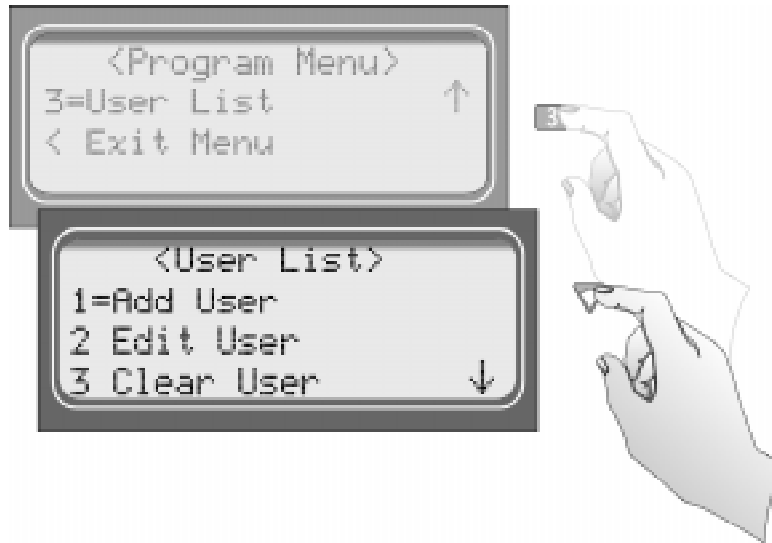 <Program Menu>
3=User List ↑
< Exit Menu
3
<User List>
1=Add User
2 Edit User
3 Clear User ↓